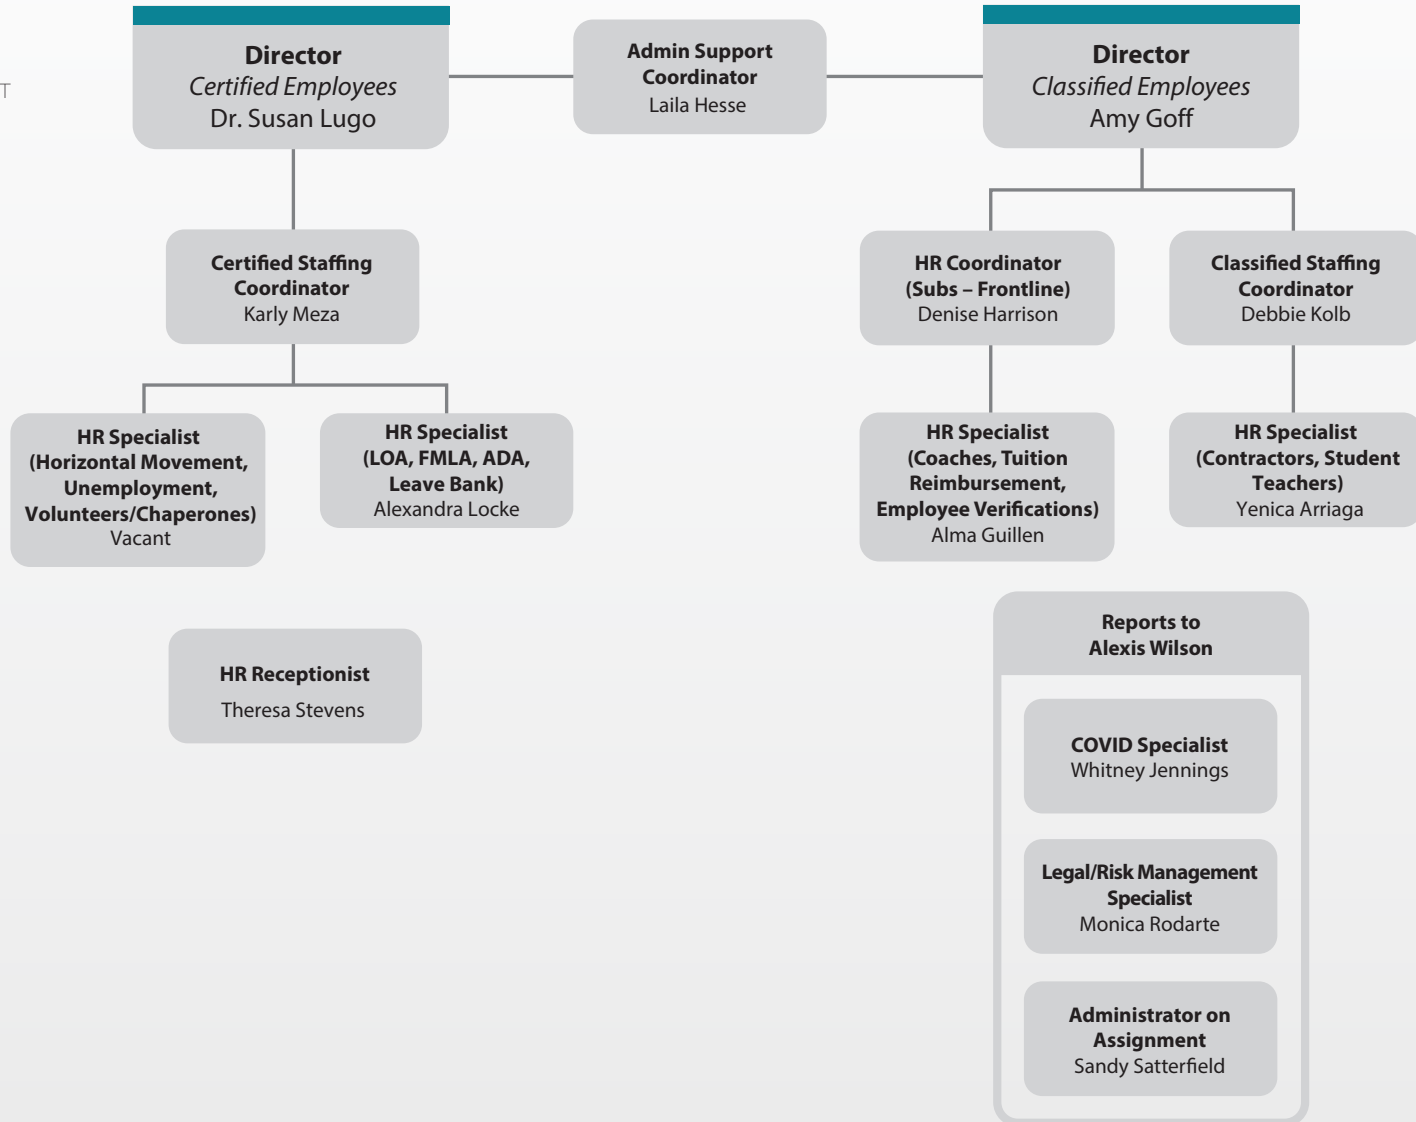 T
Director
Certified Employees
Dr. Susan Lugo
Admin Support
Coordinator
Laila Hesse
Director
Classified Employees
Amy Goff
Certified Staffing
Coordinator
Karly Meza
HR Coordinator
(Subs – Frontline)
Denise Harrison
Classified Staffing
Coordinator
Debbie Kolb
HR Specialist
(Horizontal Movement,
Unemployment,
Volunteers/Chaperones)
Vacant
HR Specialist
(LOA, FMLA, ADA,
Leave Bank)
Alexandra Locke
HR Specialist
(Coaches, Tuition
Reimbursement,
Employee Verifications)
Alma Guillen
HR Specialist
(Contractors, Student
Teachers)
Yenica Arriaga
HR Receptionist
Theresa Stevens
Reports to
Alexis Wilson
COVID Specialist
Whitney Jennings
Legal/Risk Management
Specialist
Monica Rodarte
Administrator on
Assignment
Sandy Satterfield